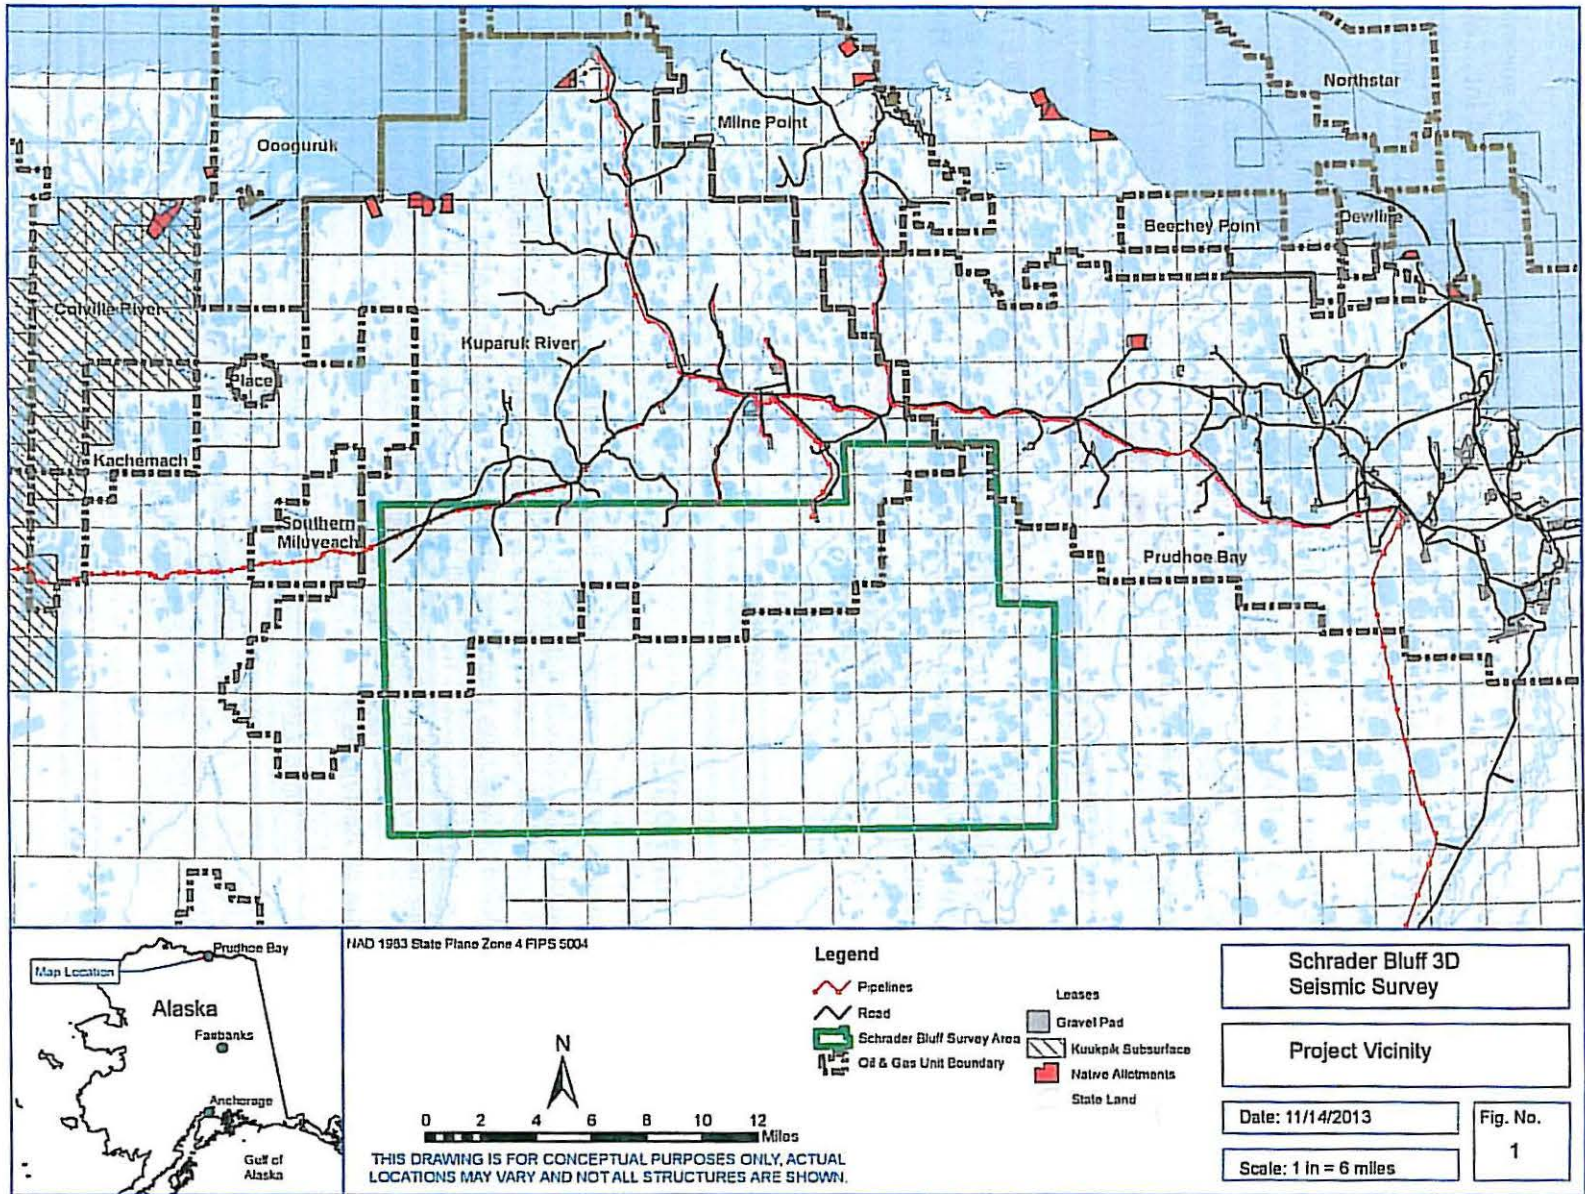 Northstar
Milne Point
Oooguruk
Dewline
Beechey Point
Colville River
Kuparuk River
Place
Kachemach
Southern
Miluveach
Prudhoe Bay
Prudhoe Bay
Map Location
Alaska
Fairbanks
Anchorage
Gulf of
Alaska
NAD 1983 State Plane Zone 4 FIPS 5004
N
0 2 4 6 8 10 12
Miles
THIS DRAWING IS FOR CONCEPTUAL PURPOSES ONLY, ACTUAL
LOCATIONS MAY VARY AND NOT ALL STRUCTURES ARE SHOWN.
Legend
Pipelines
Road
Schrader Bluff Survey Area
Oil & Gas Unit Boundary
Leases
Gravel Pad
Kuukpik Subsurface
Native Allotments
State Land
Schrader Bluff 3D
Seismic Survey
Project Vicinity
Date: 11/14/2013
Scale: 1 in = 6 miles
Fig. No.
1